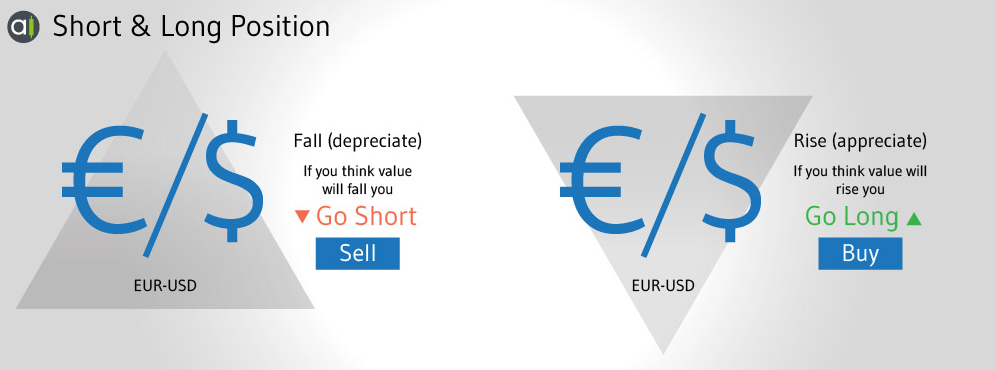 ai Short & Long Position
€/$
EUR-USD
Fall (depreciate)
If you think value
will fall you
▼ Go Short
Sell
€/$
EUR-USD
Rise (appreciate)
If you think value will
rise you
Go Long ▲
Buy